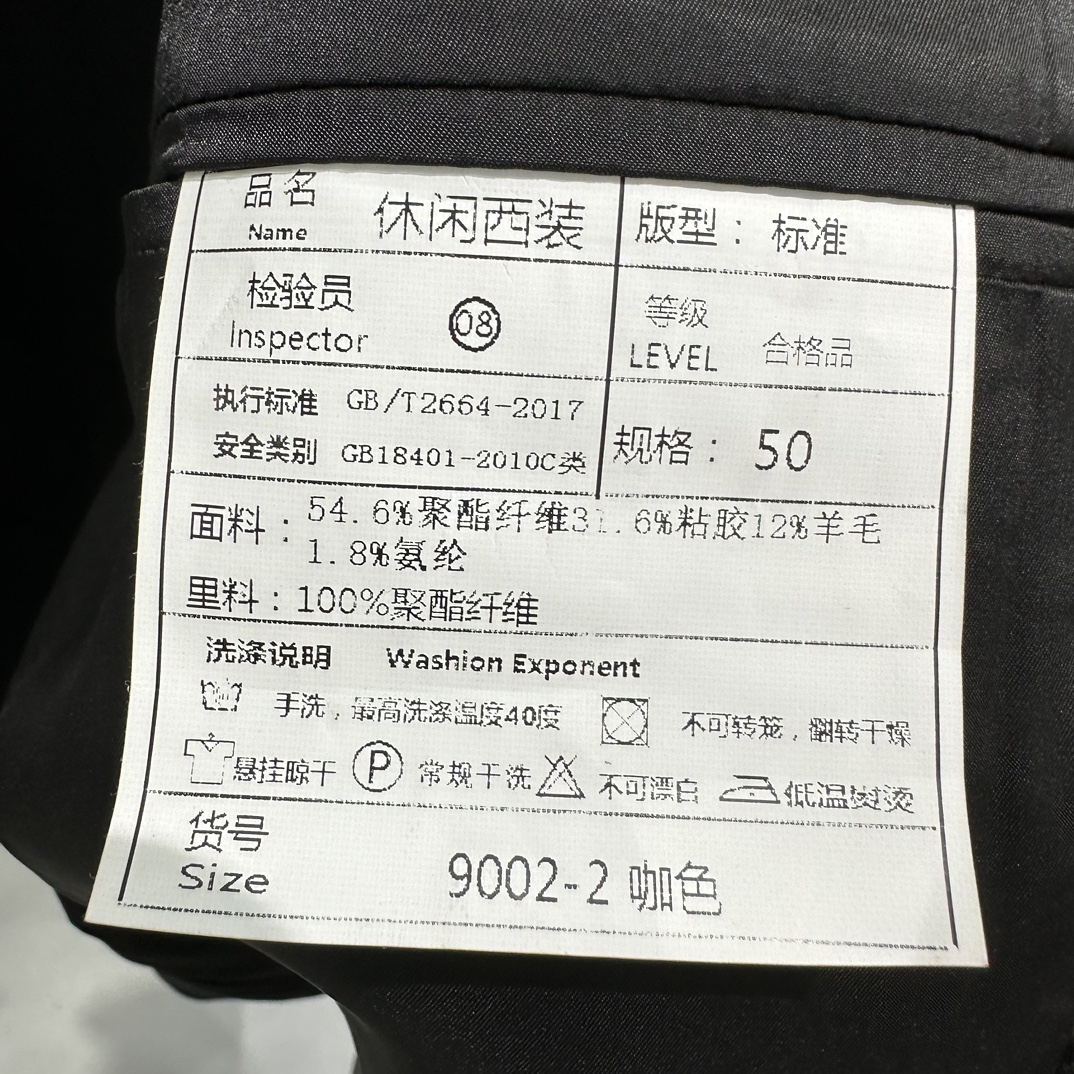 品名
Name
休闲西装
版型：标准
检验员
Inspector
08
等级
LEVEL
合格品
执行标准 GB/T2664-2017
安全类别 GB18401-2010C类
规格：50
面料：54.6%聚酯纤维31.6%粘胶12%羊毛
1.8%氨纶
里料：100%聚酯纤维
洗涤说明 Washion Exponent
手洗，最高洗涤温度40度 不可转笼，翻转干燥
悬挂晾干 P 常规干洗 不可漂白 低温熨烫
货号
Size
9002-2 咖色